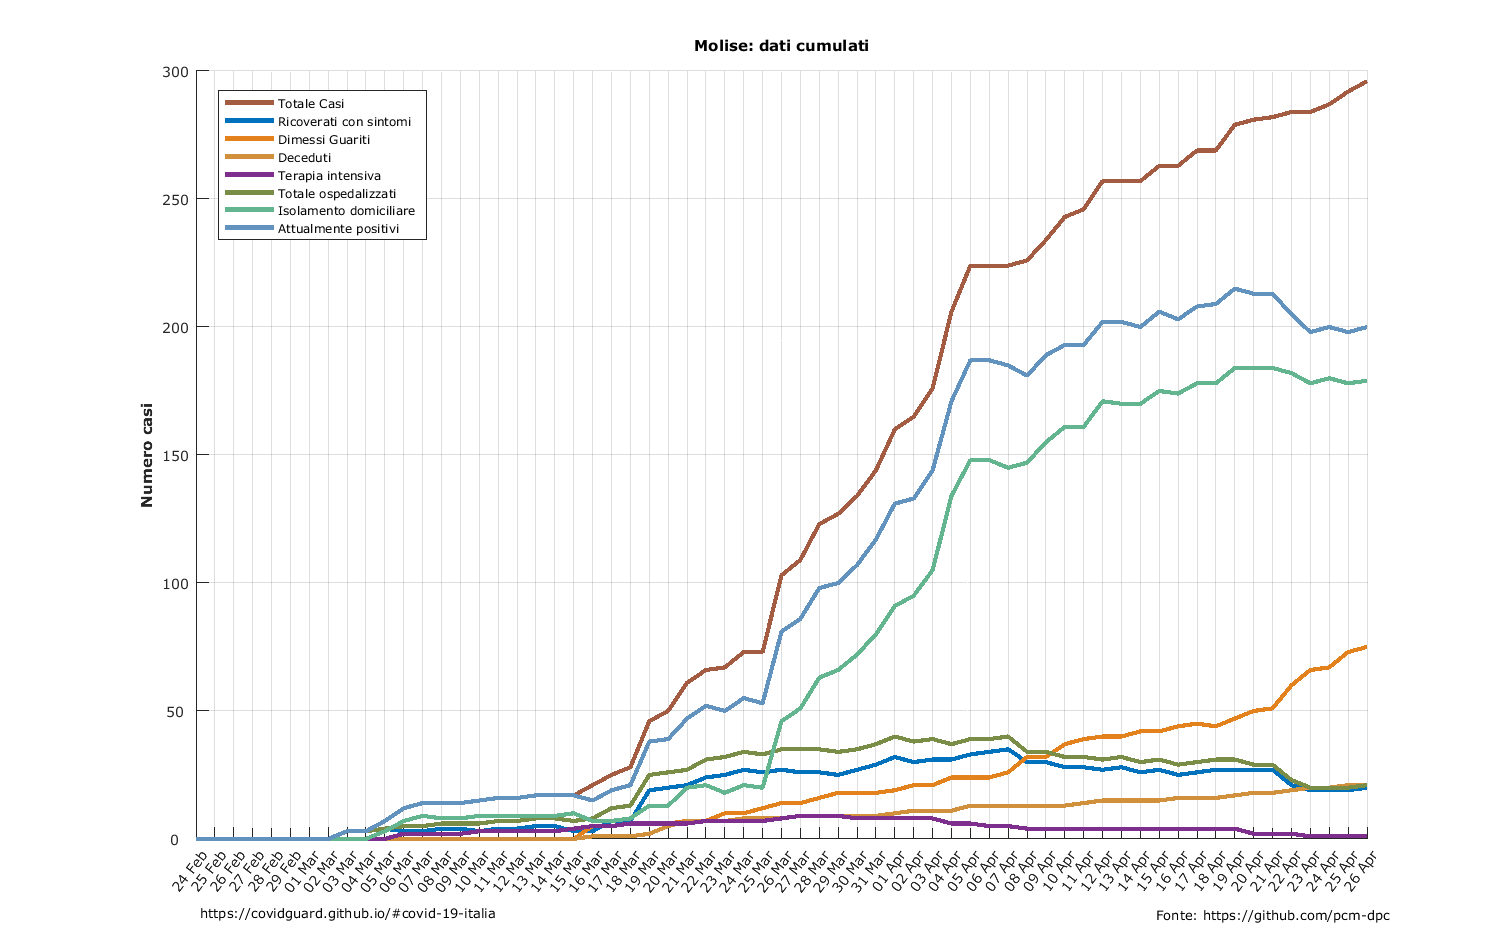 Molise: dati cumulati
300
250
200
150
100
50
0
Numero casi
Totale Casi
Ricoverati con sintomi
Dimessi Guariti
Deceduti
Terapia intensiva
Totale ospedalizzati
Isolamento domiciliare
Attualmente positivi
24 Feb
25 Feb
26 Feb
27 Feb
28 Feb
29 Feb
01 Mar
02 Mar
03 Mar
04 Mar
05 Mar
06 Mar
07 Mar
08 Mar
09 Mar
10 Mar
11 Mar
12 Mar
13 Mar
14 Mar
15 Mar
16 Mar
17 Mar
18 Mar
19 Mar
20 Mar
21 Mar
22 Mar
23 Mar
24 Mar
25 Mar
26 Mar
27 Mar
28 Mar
29 Mar
30 Mar
31 Mar
01 Apr
02 Apr
03 Apr
04 Apr
05 Apr
06 Apr
07 Apr
08 Apr
09 Apr
10 Apr
11 Apr
12 Apr
13 Apr
14 Apr
15 Apr
16 Apr
17 Apr
18 Apr
19 Apr
20 Apr
21 Apr
22 Apr
23 Apr
24 Apr
25 Apr
26 Apr
https://covidguard.github.io/#covid-19-italia
Fonte: https://github.com/pcm-dpc